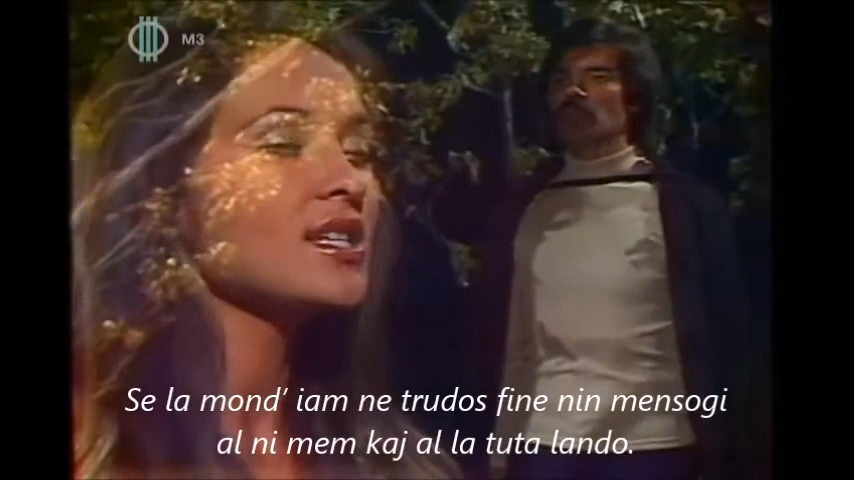 M3
Se la mond’ iam ne trudos fine nin mensogi
al ni mem kaj al la tuta lando.